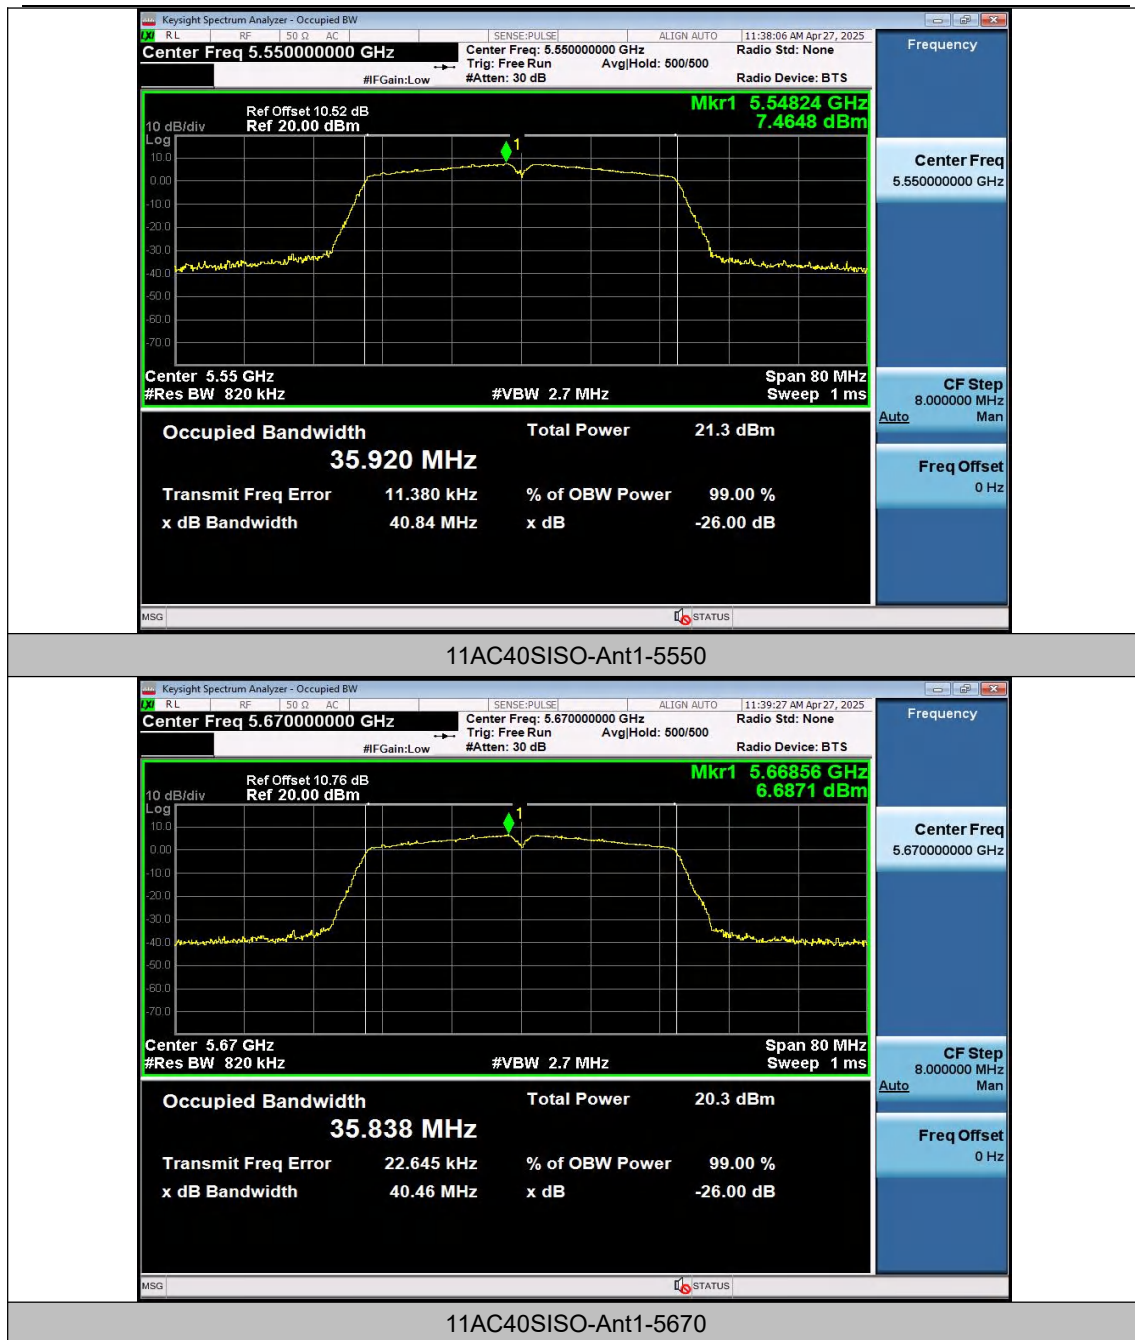 Keysight Spectrum Analyzer - Occupied BW
LXI RL RF 50 Ω AC SENSE:PULSE ALIGN AUTO 11:38:06 AM Apr 27, 2025
Center Freq 5.550000000 GHz
Center Freq: 5.550000000 GHz Radio Std: None
Trig: Free Run Avg|Hold: 500/500
#IFGain:Low #Atten: 30 dB Radio Device: BTS
Frequency
Mkr1 5.54824 GHz
7.4648 dBm
Ref Offset 10.52 dB
10 dB/div Ref 20.00 dBm
Log
1
10.0
0.00
-10.0
-20.0
-30.0
-40.0
-50.0
-60.0
-70.0
Center Freq
5.550000000 GHz
Center 5.55 GHz Span 80 MHz
#Res BW 820 kHz #VBW 2.7 MHz Sweep 1 ms
CF Step
8.000000 MHz
Auto Man
Occupied Bandwidth Total Power 21.3 dBm
35.920 MHz
Transmit Freq Error 11.380 kHz % of OBW Power 99.00 %
x dB Bandwidth 40.84 MHz x dB -26.00 dB
Freq Offset
0 Hz
MSG STATUS
11AC40SISO-Ant1-5550
Keysight Spectrum Analyzer - Occupied BW
LXI RL RF 50 Ω AC SENSE:PULSE ALIGN AUTO 11:39:27 AM Apr 27, 2025
Center Freq 5.670000000 GHz
Center Freq: 5.670000000 GHz Radio Std: None
Trig: Free Run Avg|Hold: 500/500
#IFGain:Low #Atten: 30 dB Radio Device: BTS
Frequency
Mkr1 5.66856 GHz
6.6871 dBm
Ref Offset 10.76 dB
10 dB/div Ref 20.00 dBm
Log
1
10.0
0.00
-10.0
-20.0
-30.0
-40.0
-50.0
-60.0
-70.0
Center Freq
5.670000000 GHz
Center 5.67 GHz Span 80 MHz
#Res BW 820 kHz #VBW 2.7 MHz Sweep 1 ms
CF Step
8.000000 MHz
Auto Man
Occupied Bandwidth Total Power 20.3 dBm
35.838 MHz
Transmit Freq Error 22.645 kHz % of OBW Power 99.00 %
x dB Bandwidth 40.46 MHz x dB -26.00 dB
Freq Offset
0 Hz
MSG STATUS
11AC40SISO-Ant1-5670